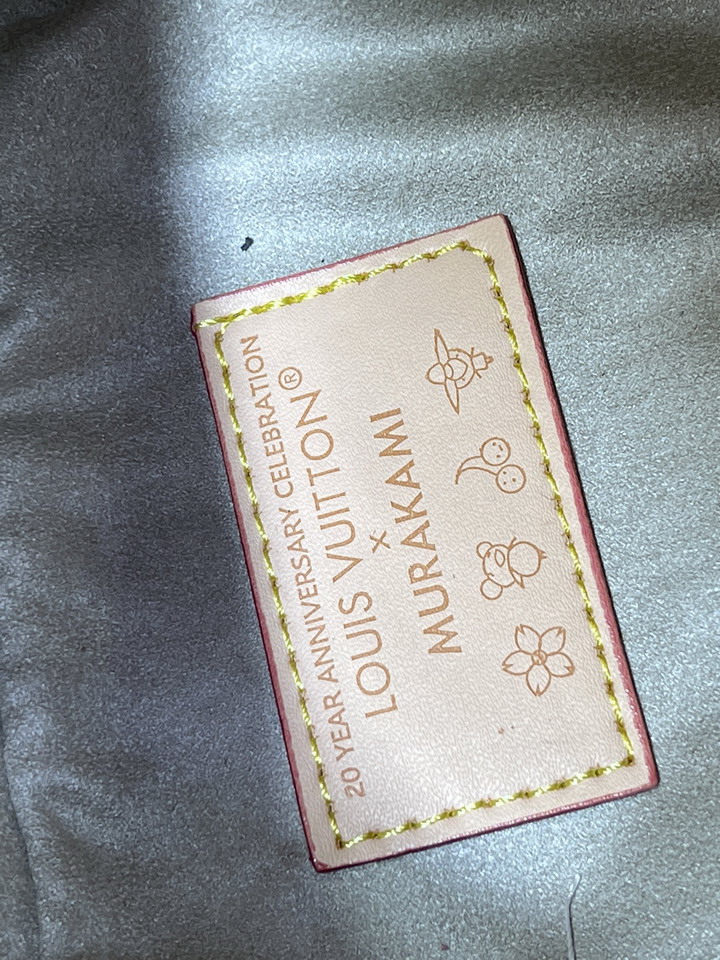 20 YEAR ANNIVERSARY CELEBRATION
LOUIS VUITTON®
×
MURAKAMI